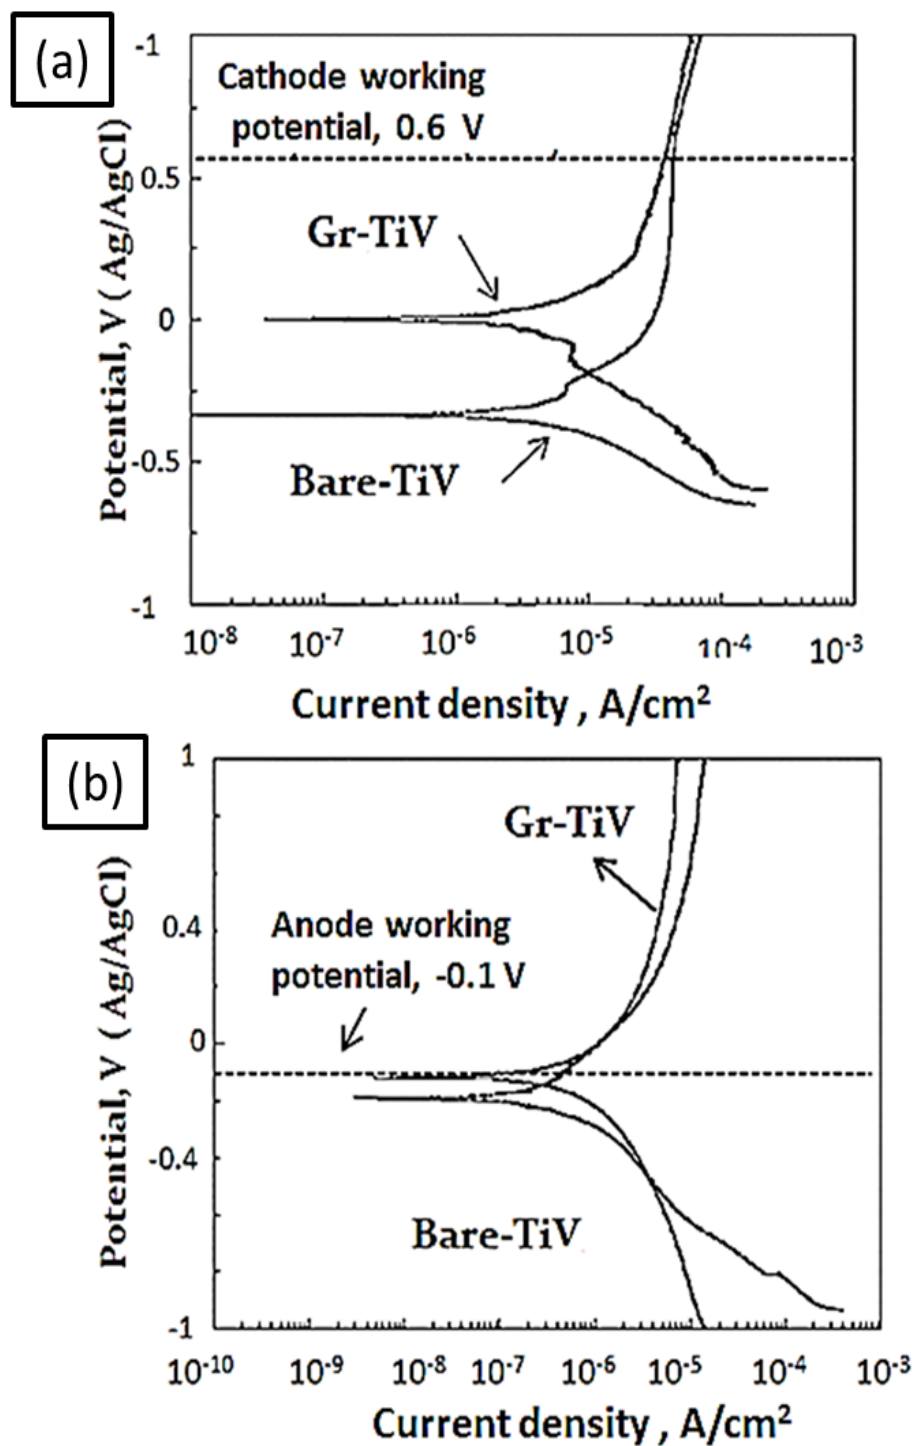 (a)
-1
Cathode working
potential, 0.6 V
0.5
Gr-TiV
0
Bare-TiV
-0.5
-1
Potential, V ( Ag/AgCl)
10-8 10-7 10-6 10-5 10-4 10-3
Current density , A/cm2
(b)
1
Gr-TiV
0.4
Anode working
potential, -0.1 V
0
-0.4
Bare-TiV
-1
Potential, V ( Ag/AgCl)
10-10 10-9 10-8 10-7 10-6 10-5 10-4 10-3
Current density , A/cm2